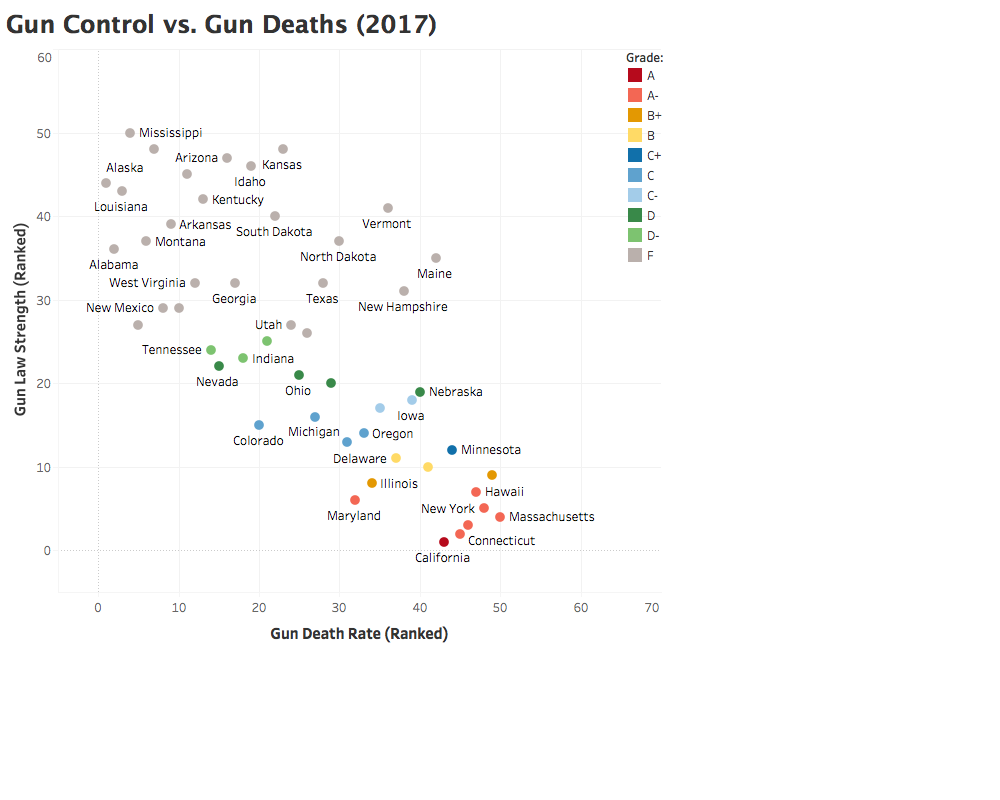 Gun Control vs. Gun Deaths (2017)
Grade:
A
A-
B+
B
C+
C
C-
D
D-
F
60
50
40
30
20
10
0
Gun Law Strength (Ranked)
Mississippi
Arizona
Kansas
Alaska
Idaho
Louisiana
Kentucky
Arkansas
South Dakota
Vermont
Montana
North Dakota
Alabama
Maine
West Virginia
Georgia
Texas
New Mexico
New Hampshire
Utah
Tennessee
Indiana
Nevada
Ohio
Nebraska
Iowa
Michigan
Oregon
Colorado
Minnesota
Delaware
Illinois
Hawaii
Maryland
New York
Massachusetts
Connecticut
California
0 10 20 30 40 50 60 70
Gun Death Rate (Ranked)